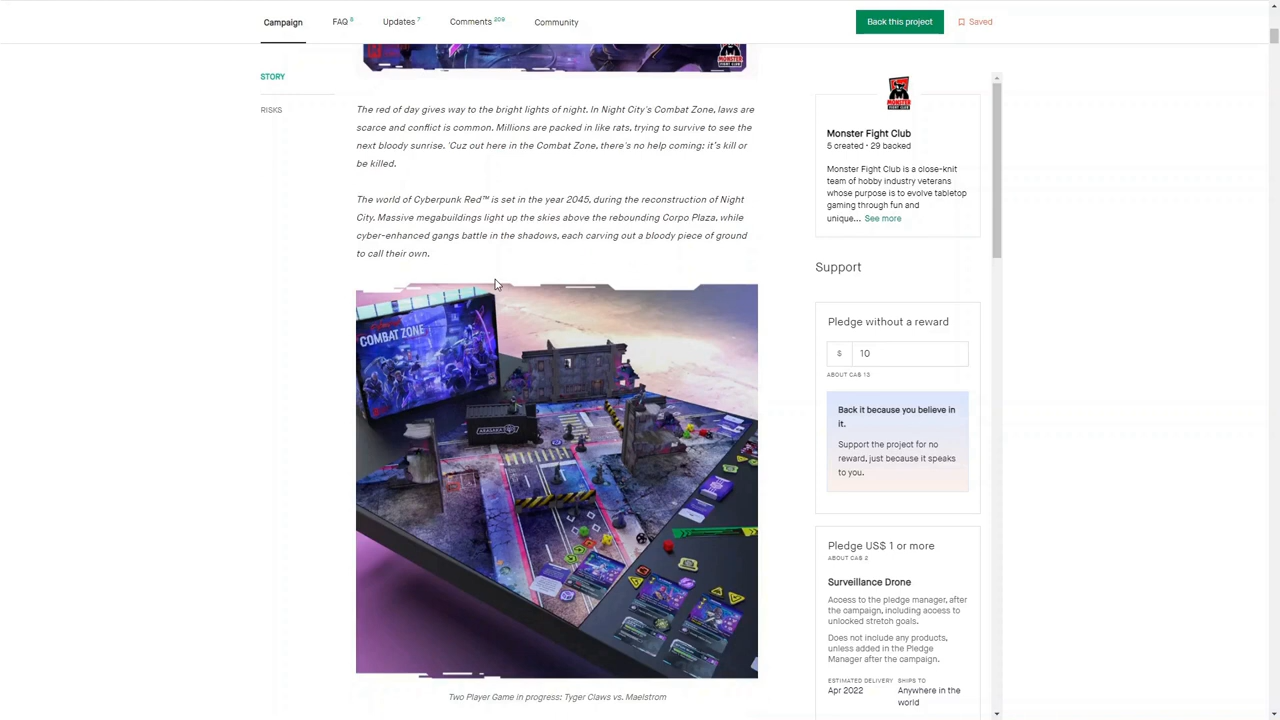 Campaign
FAQ 8
Updates 7
Comments 209
Community
Back this project
Saved
STORY
RISKS
MONSTER
FIGHT CLUB
The red of day gives way to the bright lights of night. In Night City's Combat Zone, laws are
scarce and conflict is common. Millions are packed in like rats, trying to survive to see the
next bloody sunrise. 'Cuz out here in the Combat Zone, there's no help coming: it's kill or
be killed.
The world of Cyberpunk Red™ is set in the year 2045, during the reconstruction of Night
City. Massive megabuildings light up the skies above the rebounding Corpo Plaza, while
cyber-enhanced gangs battle in the shadows, each carving out a bloody piece of ground
to call their own.
COMBAT ZONE
ARASAKA
Two Player Game in progress: Tyger Claws vs. Maelstrom
MONSTER
FIGHT CLUB
Monster Fight Club
5 created · 29 backed
Monster Fight Club is a close-knit
team of hobby industry veterans
whose purpose is to evolve tabletop
gaming through fun and
unique... See more
Support
Pledge without a reward
$ 10
ABOUT CA$ 13
Back it because you believe in
it.
Support the project for no
reward, just because it speaks
to you.
Pledge US$ 1 or more
ABOUT CA$ 2
Surveillance Drone
Access to the pledge manager, after
the campaign, including access to
unlocked stretch goals.
Does not include any products,
unless added in the Pledge
Manager after the campaign.
ESTIMATED DELIVERY SHIPS TO
Apr 2022 Anywhere in the
world